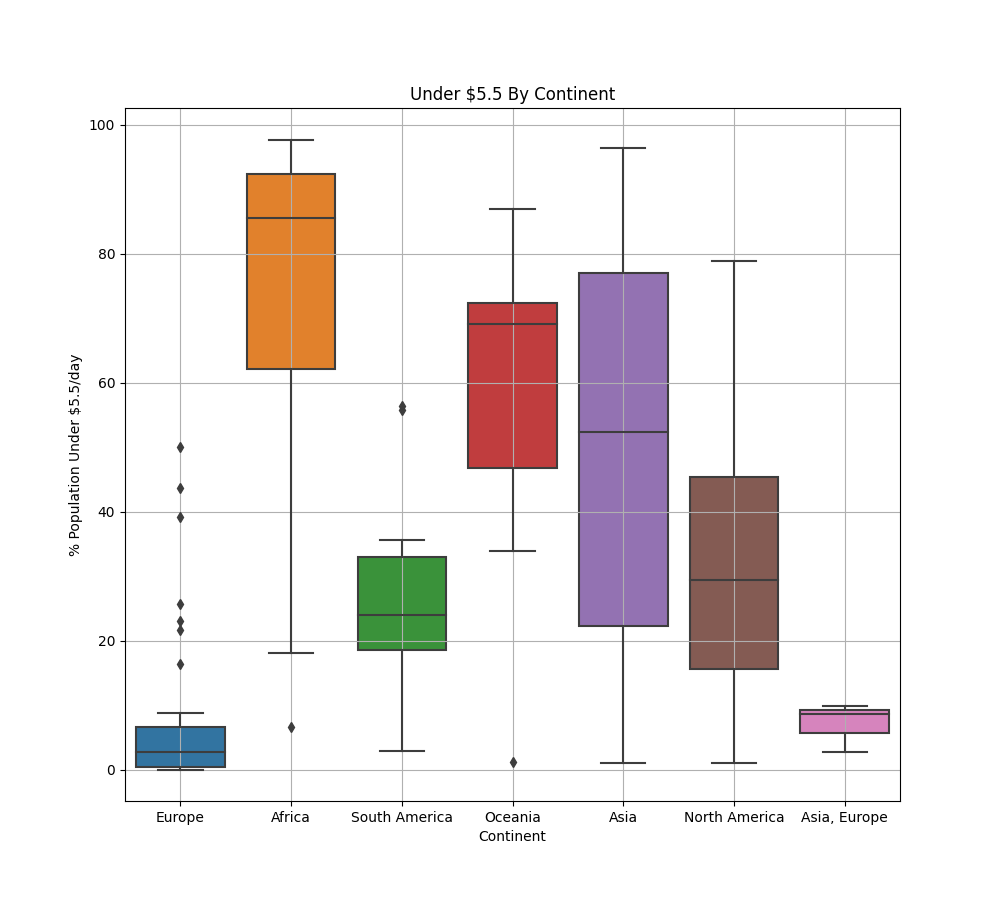 Under $5.5 By Continent
% Population Under $5.5/day
100
80
60
40
20
0
Europe Africa South America Oceania Asia North America Asia, Europe
Continent